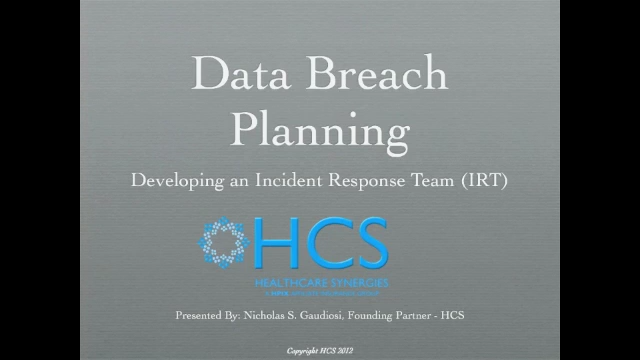 Data Breach
Planning
Developing an Incident Response Team (IRT)
HCS
HEALTHCARE SYNERGIES
Presented By: Nicholas S. Gaudiosi, Founding Partner - HCS
Copyright HCS 2012